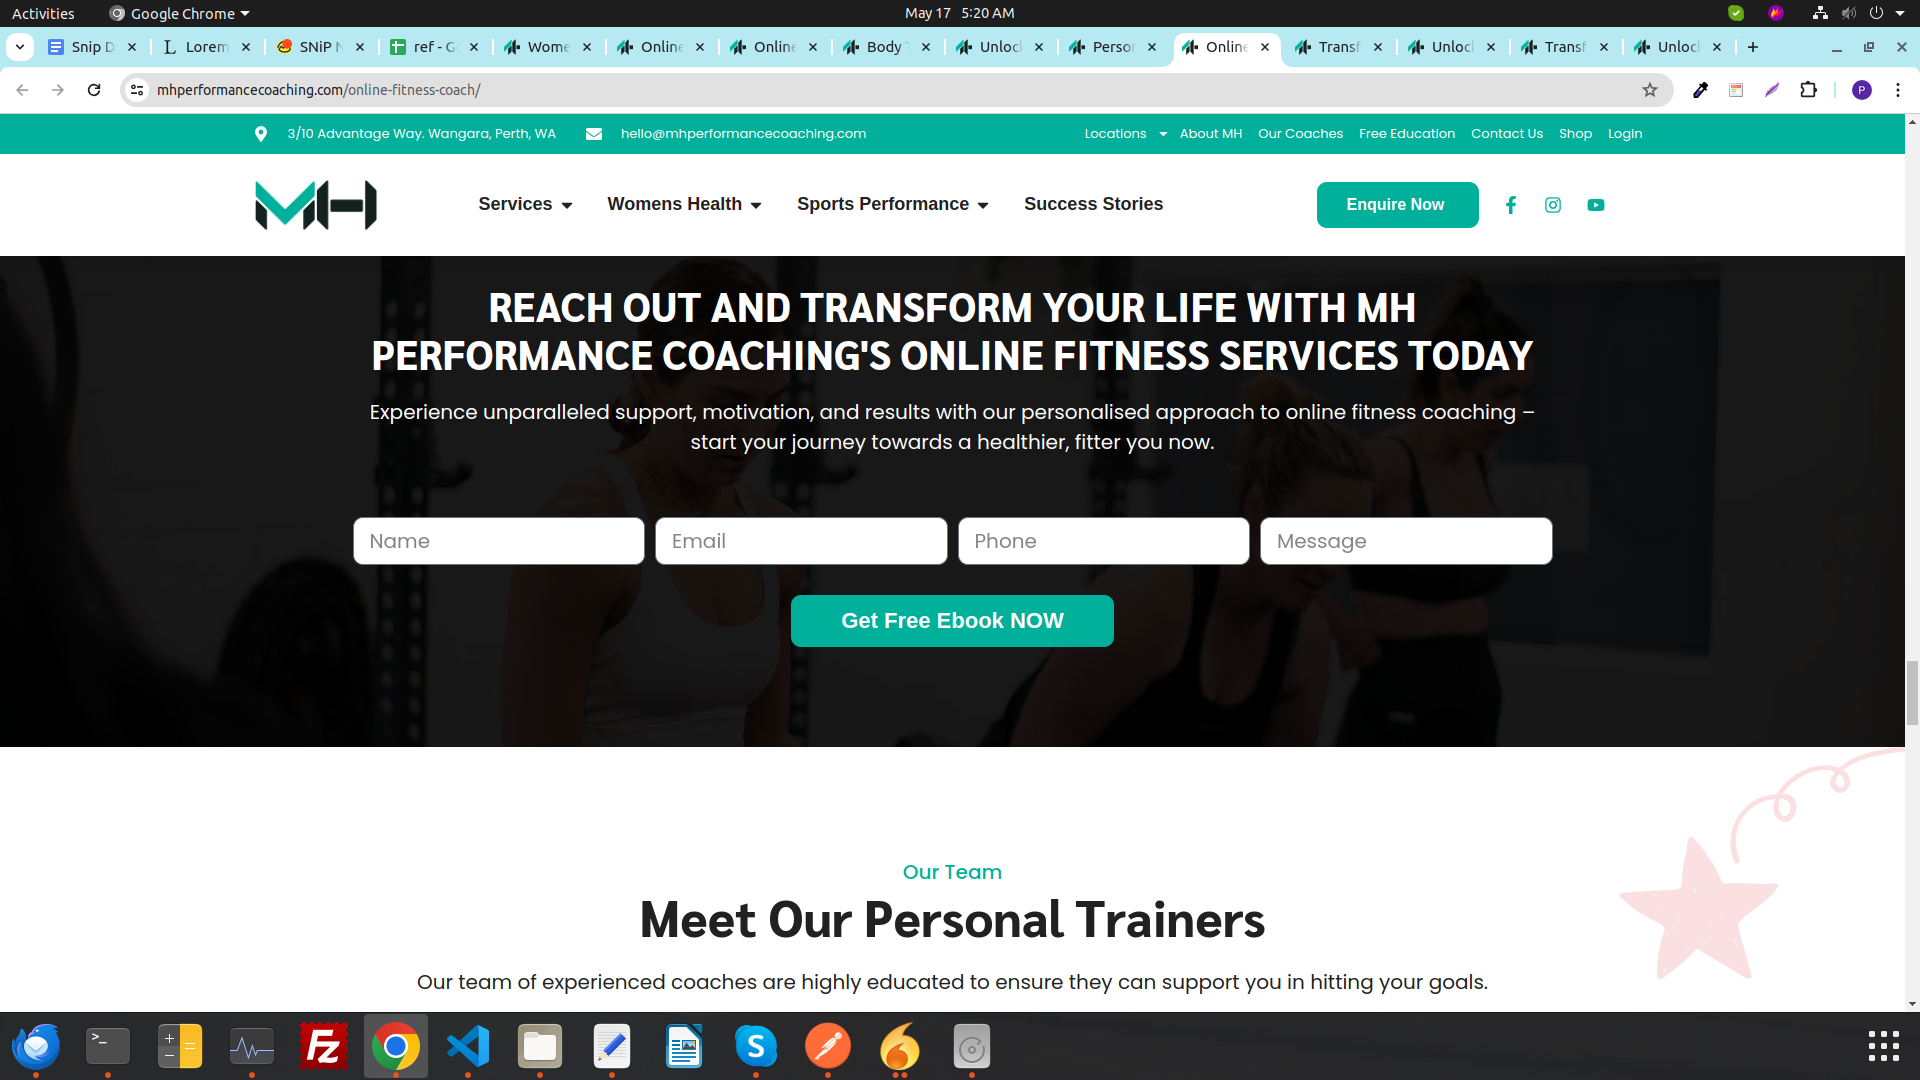 Activities
Google Chrome
May 17 5:20 AM
Snip D
Lorem
SNiP N
ref - G
Wome
Online
Online
Body T
Unlock
Person
Online
Transf
Unlock
Transf
Unlock
mhperformancecoaching.com/online-fitness-coach/
P
3/10 Advantage Way. Wangara, Perth, WA
hello@mhperformancecoaching.com
Locations
About MH
Our Coaches
Free Education
Contact Us
Shop
Login
MH
Services
Womens Health
Sports Performance
Success Stories
Enquire Now
REACH OUT AND TRANSFORM YOUR LIFE WITH MH
PERFORMANCE COACHING'S ONLINE FITNESS SERVICES TODAY
Experience unparalleled support, motivation, and results with our personalised approach to online fitness coaching –
start your journey towards a healthier, fitter you now.
Name
Email
Phone
Message
Get Free Ebook NOW
Our Team
Meet Our Personal Trainers
Our team of experienced coaches are highly educated to ensure they can support you in hitting your goals.